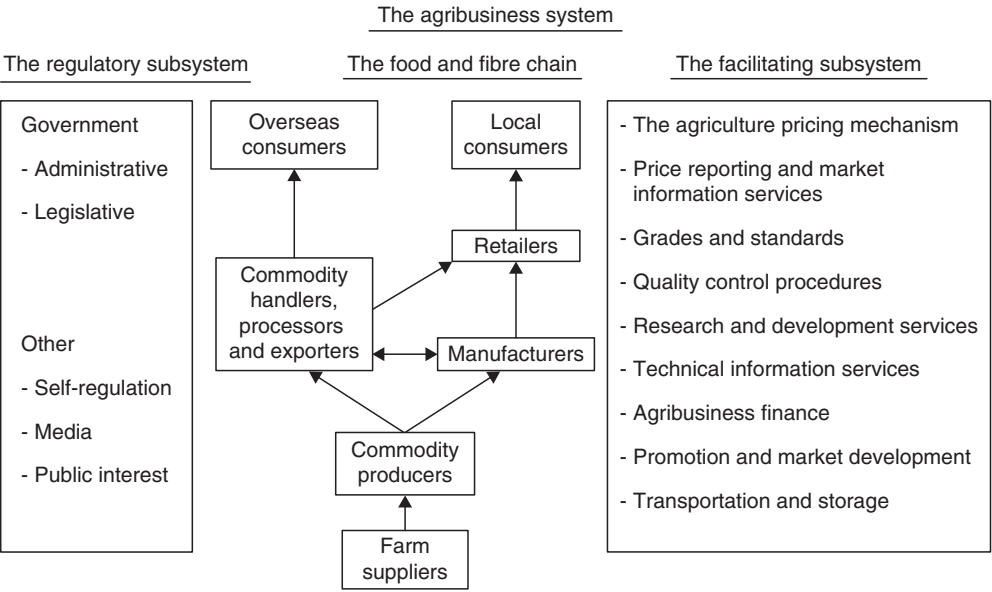 The agribusiness system
The regulatory subsystem
Government
- Administrative
- Legislative
Other
- Self-regulation
- Media
- Public interest
The food and fibre chain
Overseas
consumers
Local
consumers
Retailers
Commodity
handlers,
processors
and exporters
Manufacturers
Commodity
producers
Farm
suppliers
The facilitating subsystem
- The agriculture pricing mechanism
- Price reporting and market
information services
- Grades and standards
- Quality control procedures
- Research and development services
- Technical information services
- Agribusiness finance
- Promotion and market development
- Transportation and storage